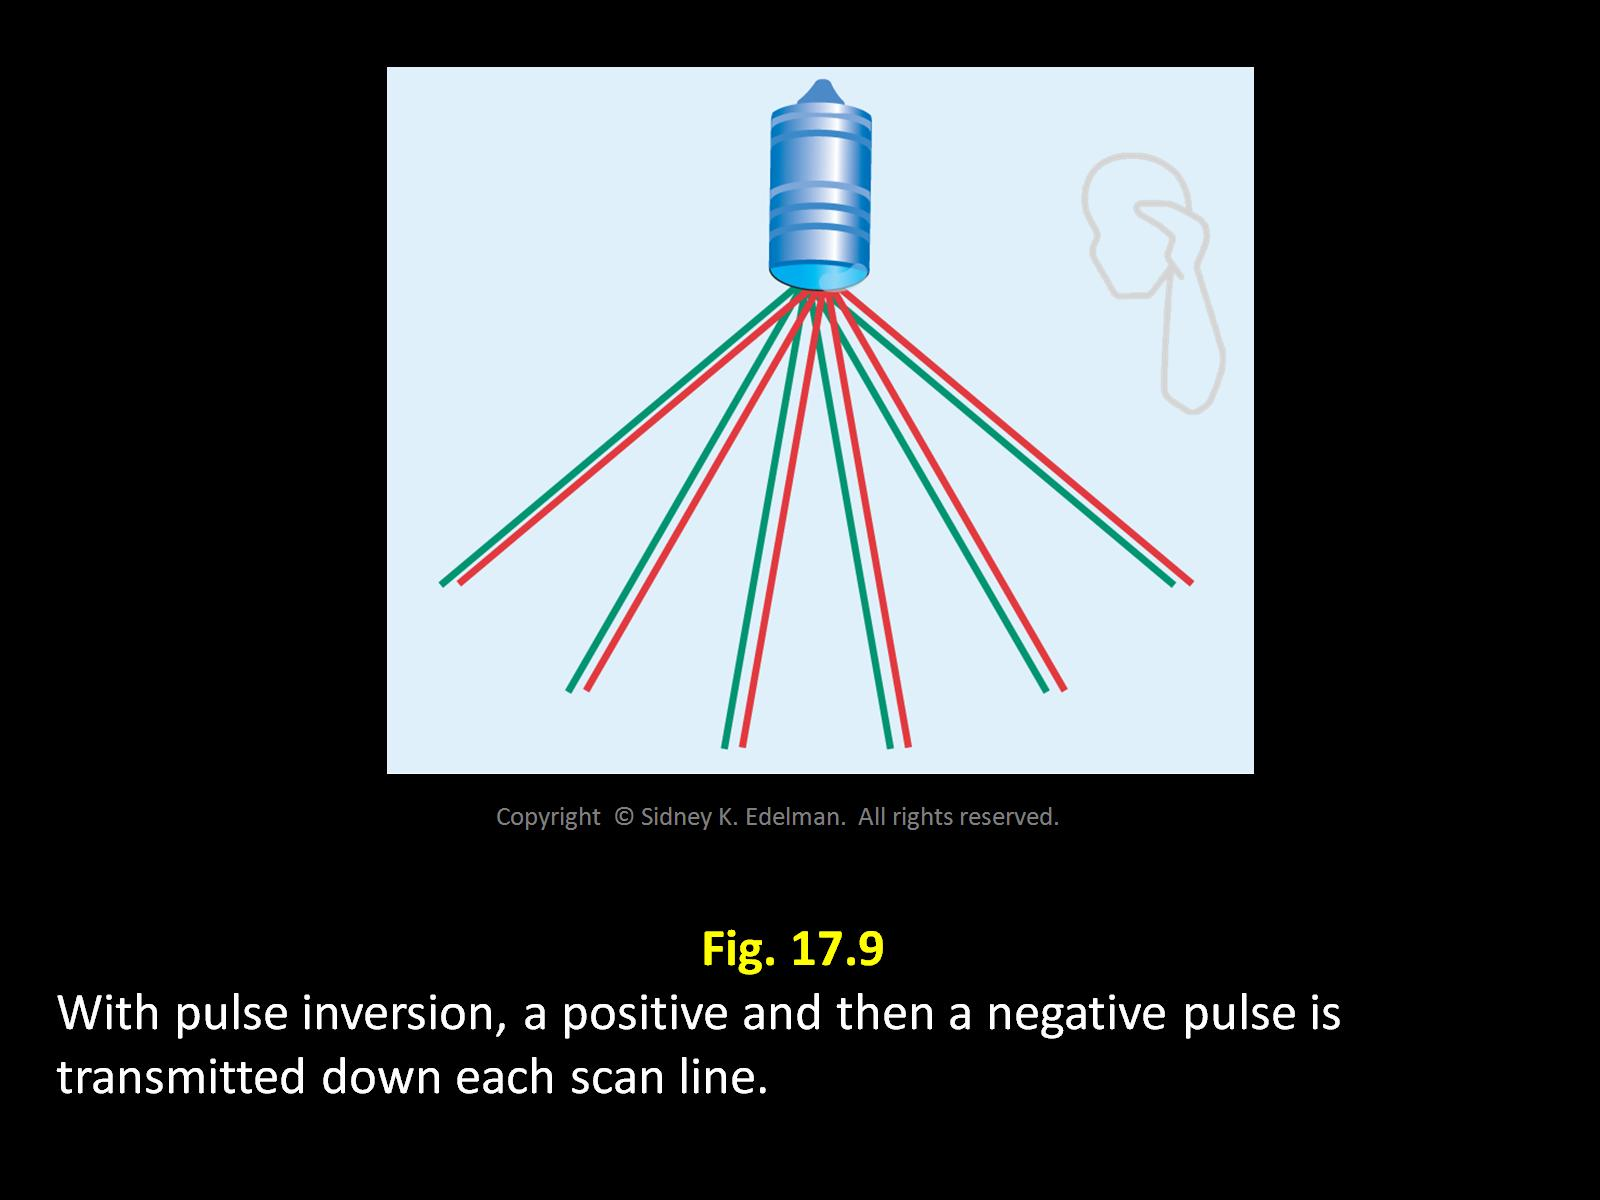 Copyright © Sidney K. Edelman. All rights reserved.
Fig. 17.9
With pulse inversion, a positive and then a negative pulse is
transmitted down each scan line.